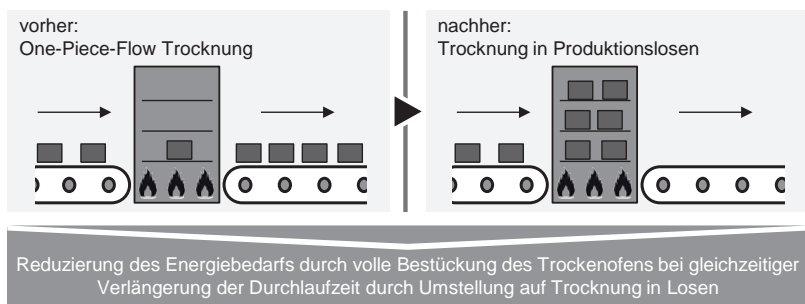 vorher:
One-Piece-Flow Trocknung
nachher:
Trocknung in Produktionslosen
Reduzierung des Energiebedarfs durch volle Bestückung des Trockenofens bei gleichzeitiger
Verlängerung der Durchlaufzeit durch Umstellung auf Trocknung in Losen